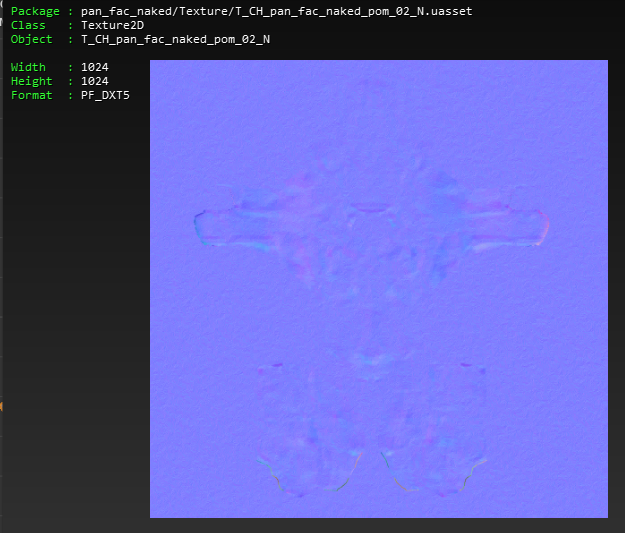 Package : pan_fac_naked/Texture/T_CH_pan_fac_naked_pom_02_N.uasset
Class : Texture2D
Object : T_CH_pan_fac_naked_pom_02_N
Width : 1024
Height : 1024
Format : PF_DXT5